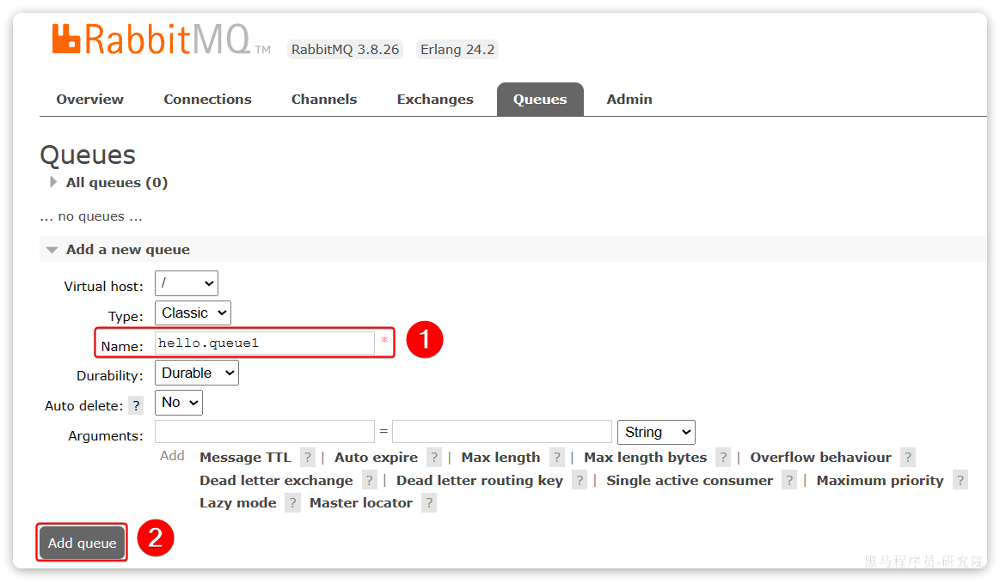 RabbitMQ TM RabbitMQ 3.8.26 Erlang 24.2
Overview Connections Channels Exchanges Queues Admin
Queues
All queues (0)
... no queues ...
Add a new queue
Virtual host: /
Type: Classic
Name: hello.queue1 * 1
Durability: Durable
Auto delete: ? No
Arguments: = String
Add Message TTL ? | Auto expire ? | Max length ? | Max length bytes ? | Overflow behaviour ?
Dead letter exchange ? | Dead letter routing key ? | Single active consumer ? | Maximum priority ?
Lazy mode ? Master locator ?
Add queue 2
黑马程序员-研究院